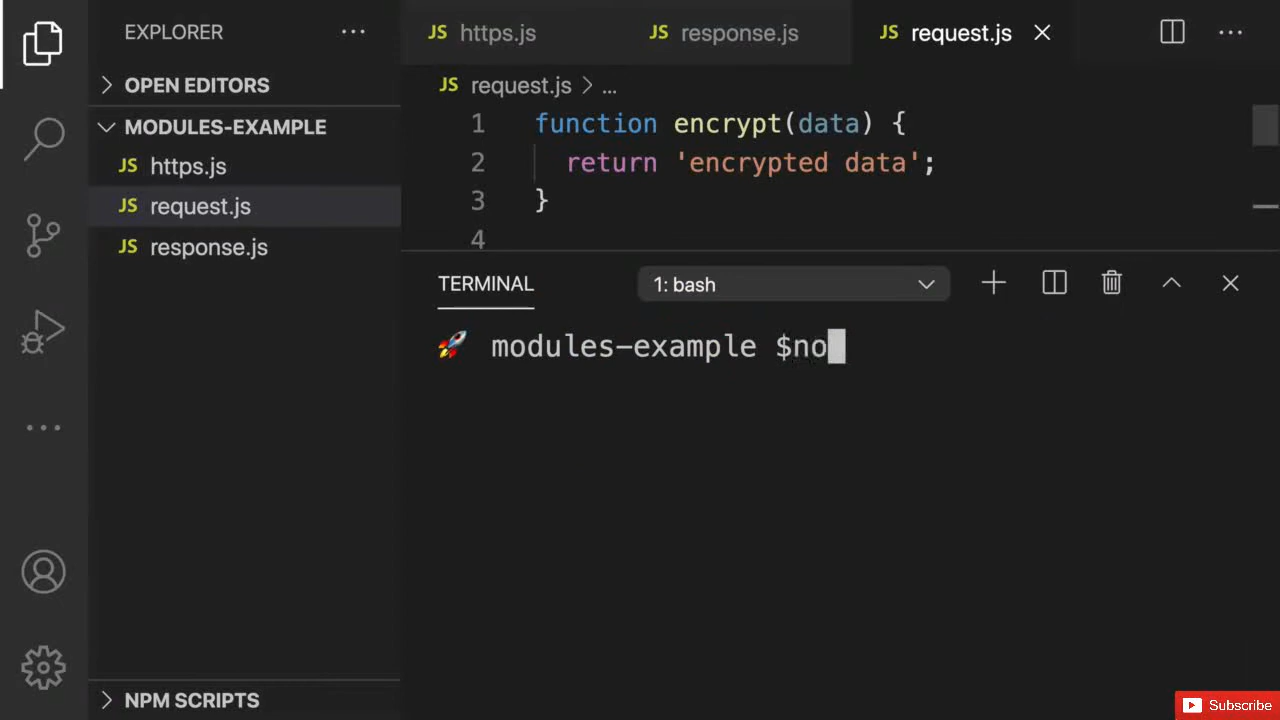 EXPLORER
OPEN EDITORS
MODULES-EXAMPLE
JS https.js
JS request.js
JS response.js
NPM SCRIPTS
JS https.js JS response.js JS request.js
JS request.js > ...
1 function encrypt(data) {
2 return 'encrypted data';
3 }
4
TERMINAL 1: bash
modules-example $no
Subscribe